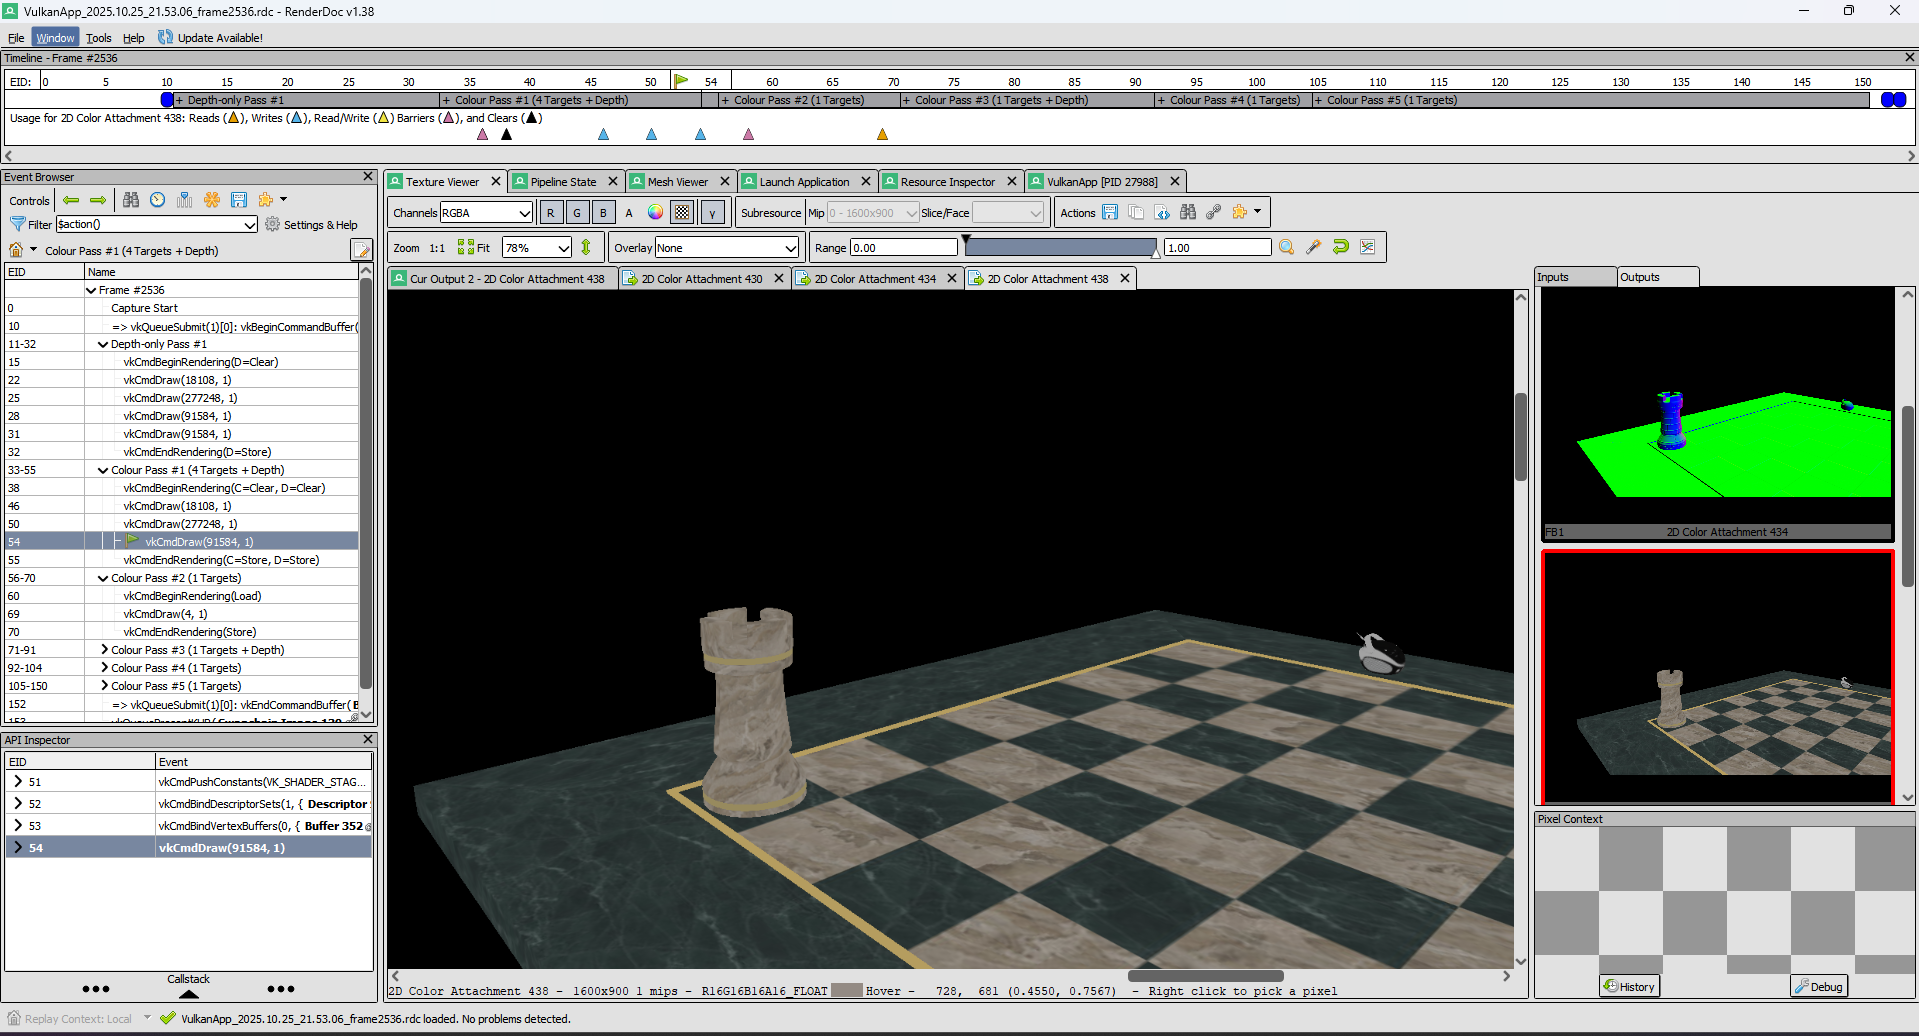 VulkanApp_2025.10.25_21.53.06_frame2536.rdc - RenderDoc v1.38
File Window Tools Help Update Available!
Timeline - Frame #2536
EID: 0 5 10 15 20 25 30 35 40 45 50 54 60 65 70 75 80 85 90 95 100 105 110 115 120 125 130 135 140 145 150
+ Depth-only Pass #1 + Colour Pass #1 (4 Targets + Depth) + Colour Pass #2 (1 Targets) + Colour Pass #3 (1 Targets + Depth) + Colour Pass #4 (1 Targets) + Colour Pass #5 (1 Targets)
Usage for 2D Color Attachment 438: Reads ( ), Writes ( ), Read/Write ( ) Barriers ( ), and Clears ( )
Event Browser
Controls
Filter $action() Settings & Help
Colour Pass #1 (4 Targets + Depth)
EID Name
Frame #2536
0 Capture Start
10 => vkQueueSubmit(1)[0]: vkBeginCommandBuffer(
11-32 Depth-only Pass #1
15 vkCmdBeginRendering(D=Clear)
22 vkCmdDraw(18108, 1)
25 vkCmdDraw(277248, 1)
28 vkCmdDraw(91584, 1)
31 vkCmdDraw(91584, 1)
32 vkCmdEndRendering(D=Store)
33-55 Colour Pass #1 (4 Targets + Depth)
38 vkCmdBeginRendering(C=Clear, D=Clear)
46 vkCmdDraw(18108, 1)
50 vkCmdDraw(277248, 1)
54 vkCmdDraw(91584, 1)
55 vkCmdEndRendering(C=Store, D=Store)
56-70 Colour Pass #2 (1 Targets)
60 vkCmdBeginRendering(Load)
69 vkCmdDraw(4, 1)
70 vkCmdEndRendering(Store)
71-91 Colour Pass #3 (1 Targets + Depth)
92-104 Colour Pass #4 (1 Targets)
105-150 Colour Pass #5 (1 Targets)
152 => vkQueueSubmit(1)[0]: vkEndCommandBuffer( B
API Inspector
EID Event
51 vkCmdPushConstants(VK_SHADER_STAG...
52 vkCmdBindDescriptorSets(1, { Descriptor
53 vkCmdBindVertexBuffers(0, { Buffer 352
54 vkCmdDraw(91584, 1)
Callstack
Texture Viewer Pipeline State Mesh Viewer Launch Application Resource Inspector VulkanApp [PID 27988]
Channels RGBA R G B A γ Subresource Mip 0 - 1600x900 Slice/Face Actions
Zoom 1:1 Fit 78% Overlay None Range 0.00 1.00
Cur Output 2 - 2D Color Attachment 438 2D Color Attachment 430 2D Color Attachment 434 2D Color Attachment 438
2D Color Attachment 438 - 1600x900 1 mips - R16G16B16A16_FLOAT Hover - 728, 681 (0.4550, 0.7567) - Right click to pick a pixel
Inputs Outputs
FB1 2D Color Attachment 434
Pixel Context
History Debug
Replay Context: Local VulkanApp_2025.10.25_21.53.06_frame2536.rdc loaded. No problems detected.